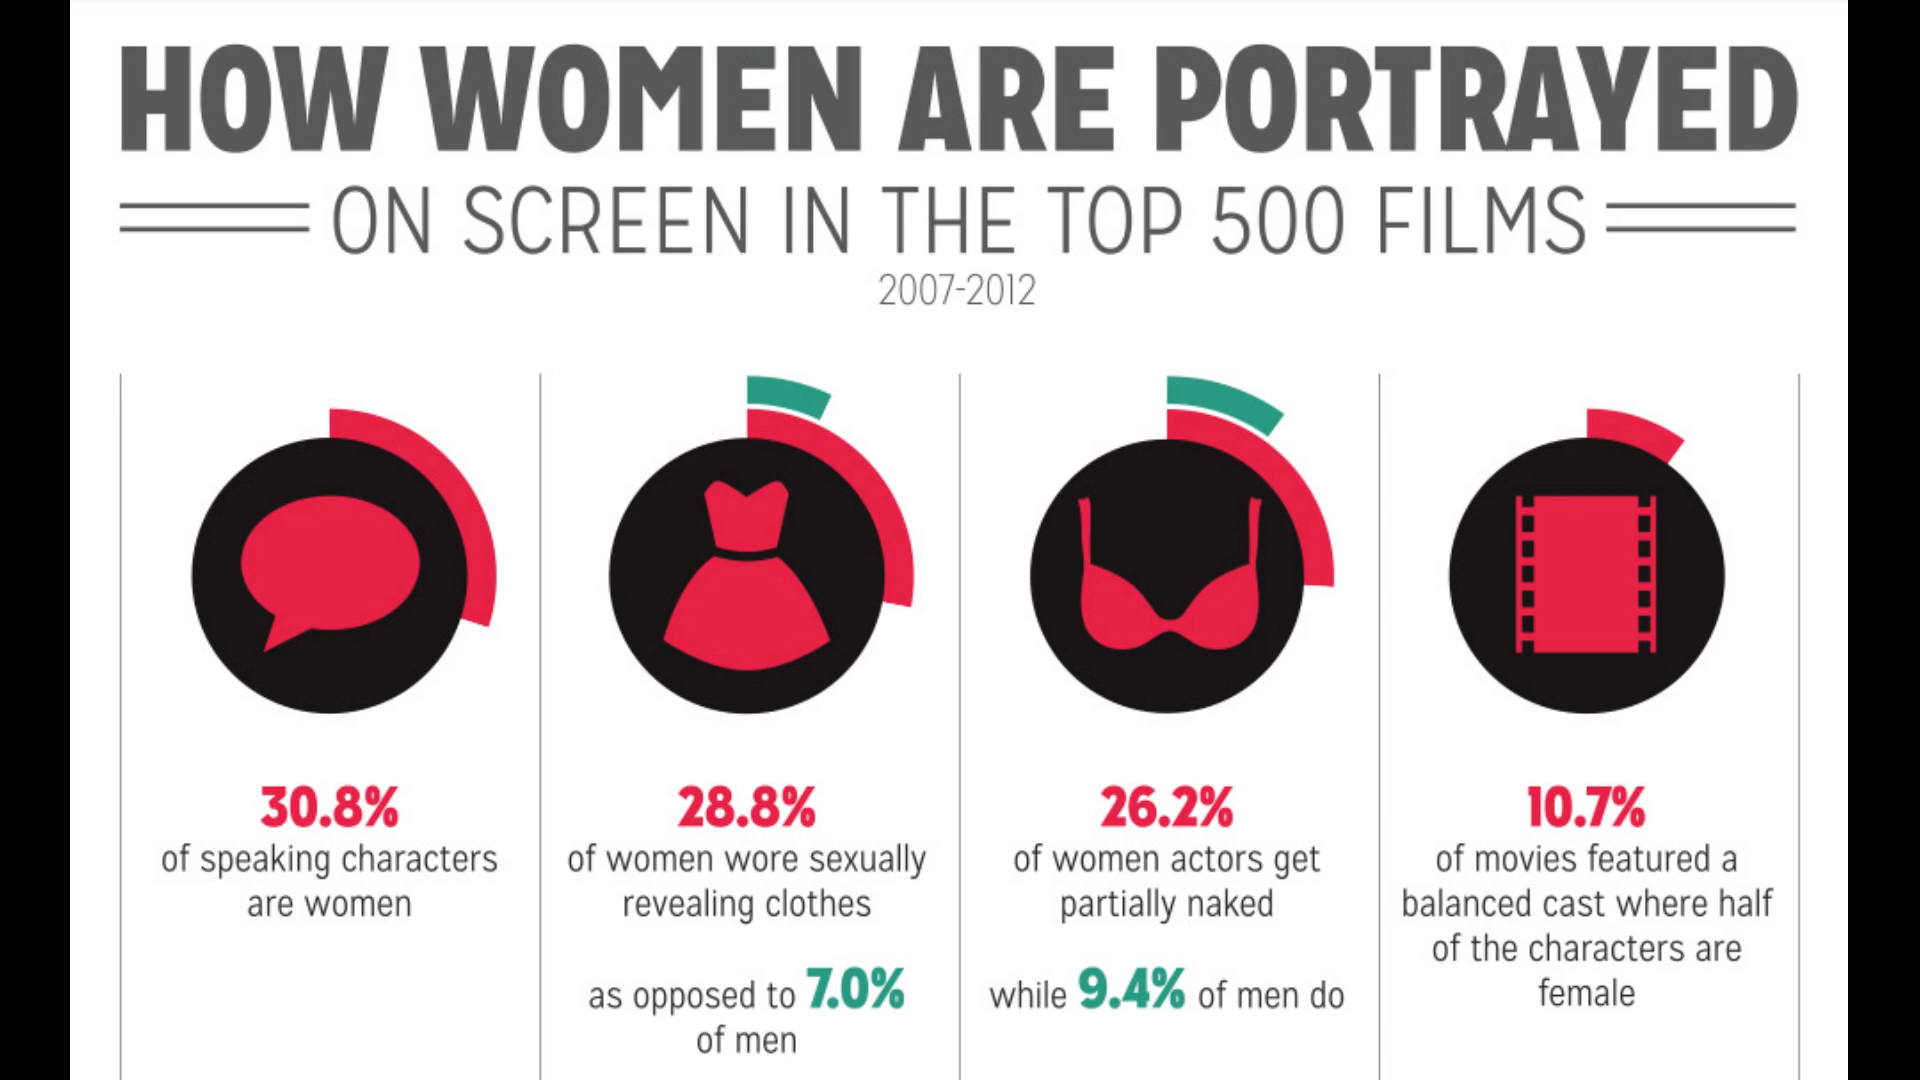 HOW WOMEN ARE PORTRAYED
ON SCREEN IN THE TOP 500 FILMS
2007-2012
30.8%
of speaking characters
are women
28.8%
of women wore sexually
revealing clothes
as opposed to 7.0%
of men
26.2%
of women actors get
partially naked
while 9.4% of men do
10.7%
of movies featured a
balanced cast where half
of the characters are
female